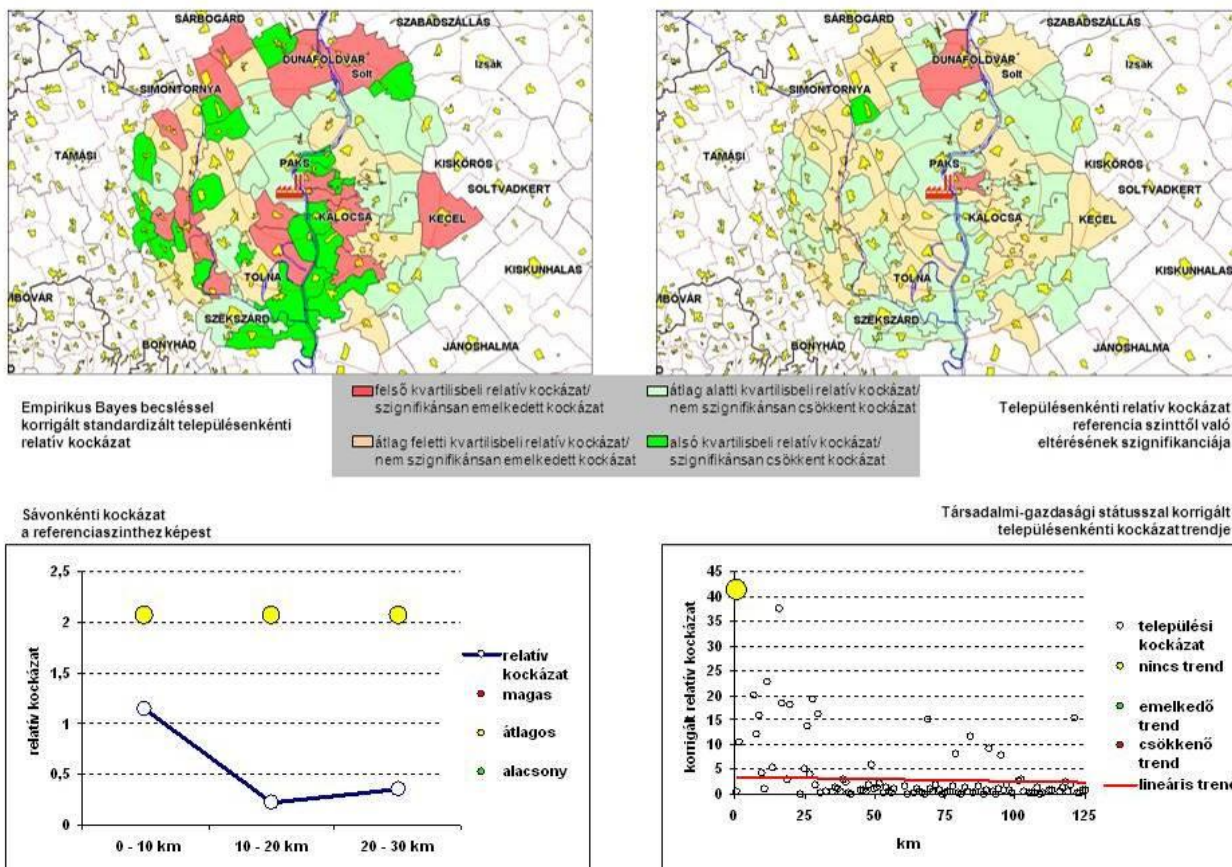 SÁRBOGÁRD
SZABADSZÁLLÁS
DUNAFÖLDVÁR
Izsák
Solt
SIMONTORNYA
TAMÁSI
PAKS
KISKÖRÖS
SOLTVADKERT
KALOCSA
KECEL
TOLNA
KISKUNHALAS
SZEKSZÁRD
BONYHÁD
JÁNOSHALMA
SÁRBOGÁRD
SZABADSZÁLLÁS
DUNAFÖLDVÁR
Izsák
Solt
SIMONTORNYA
TAMÁSI
PAKS
KISKÖRÖS
SOLTVADKERT
KALOCSA
KECEL
TOLNA
KISKUNHALAS
MBÓVÁR
SZEKSZÁRD
BONYHÁD
JÁNOSHALMA
Empirikus Bayes becsléssel
korrigált standardizált településenkénti
relatív kockázat
felső kvartilisbeli relatív kockázat/
szignifikánsan emelkedett kockázat
átlag feletti kvartilisbeli relatív kockázat/
nem szignifikánsan emelkedett kockázat
átlag alatti kvartilisbeli relatív kockázat/
nem szignifikánsan csökkent kockázat
alsó kvartilisbeli relatív kockázat/
szignifikánsan csökkent kockázat
Településenkénti relatív kockázat
referencia szinttől való
eltérésének szignifikanciája
Sávonkénti kockázat
a referenciaszinthez képest
relatív kockázat
2,5
2
1,5
1
0,5
0
0 - 10 km
10 - 20 km
20 - 30 km
relatív
kockázat
magas
átlagos
alacsony
Társadalmi-gazdasági státusszal korrigált
településenkénti kockázat trendje
korrigált relatív kockázat
45
40
35
30
25
20
15
10
5
0
0
25
50
75
100
125
km
települési
kockázat
nincs trend
emelkedő
trend
csökkenő
trend
lineáris trend